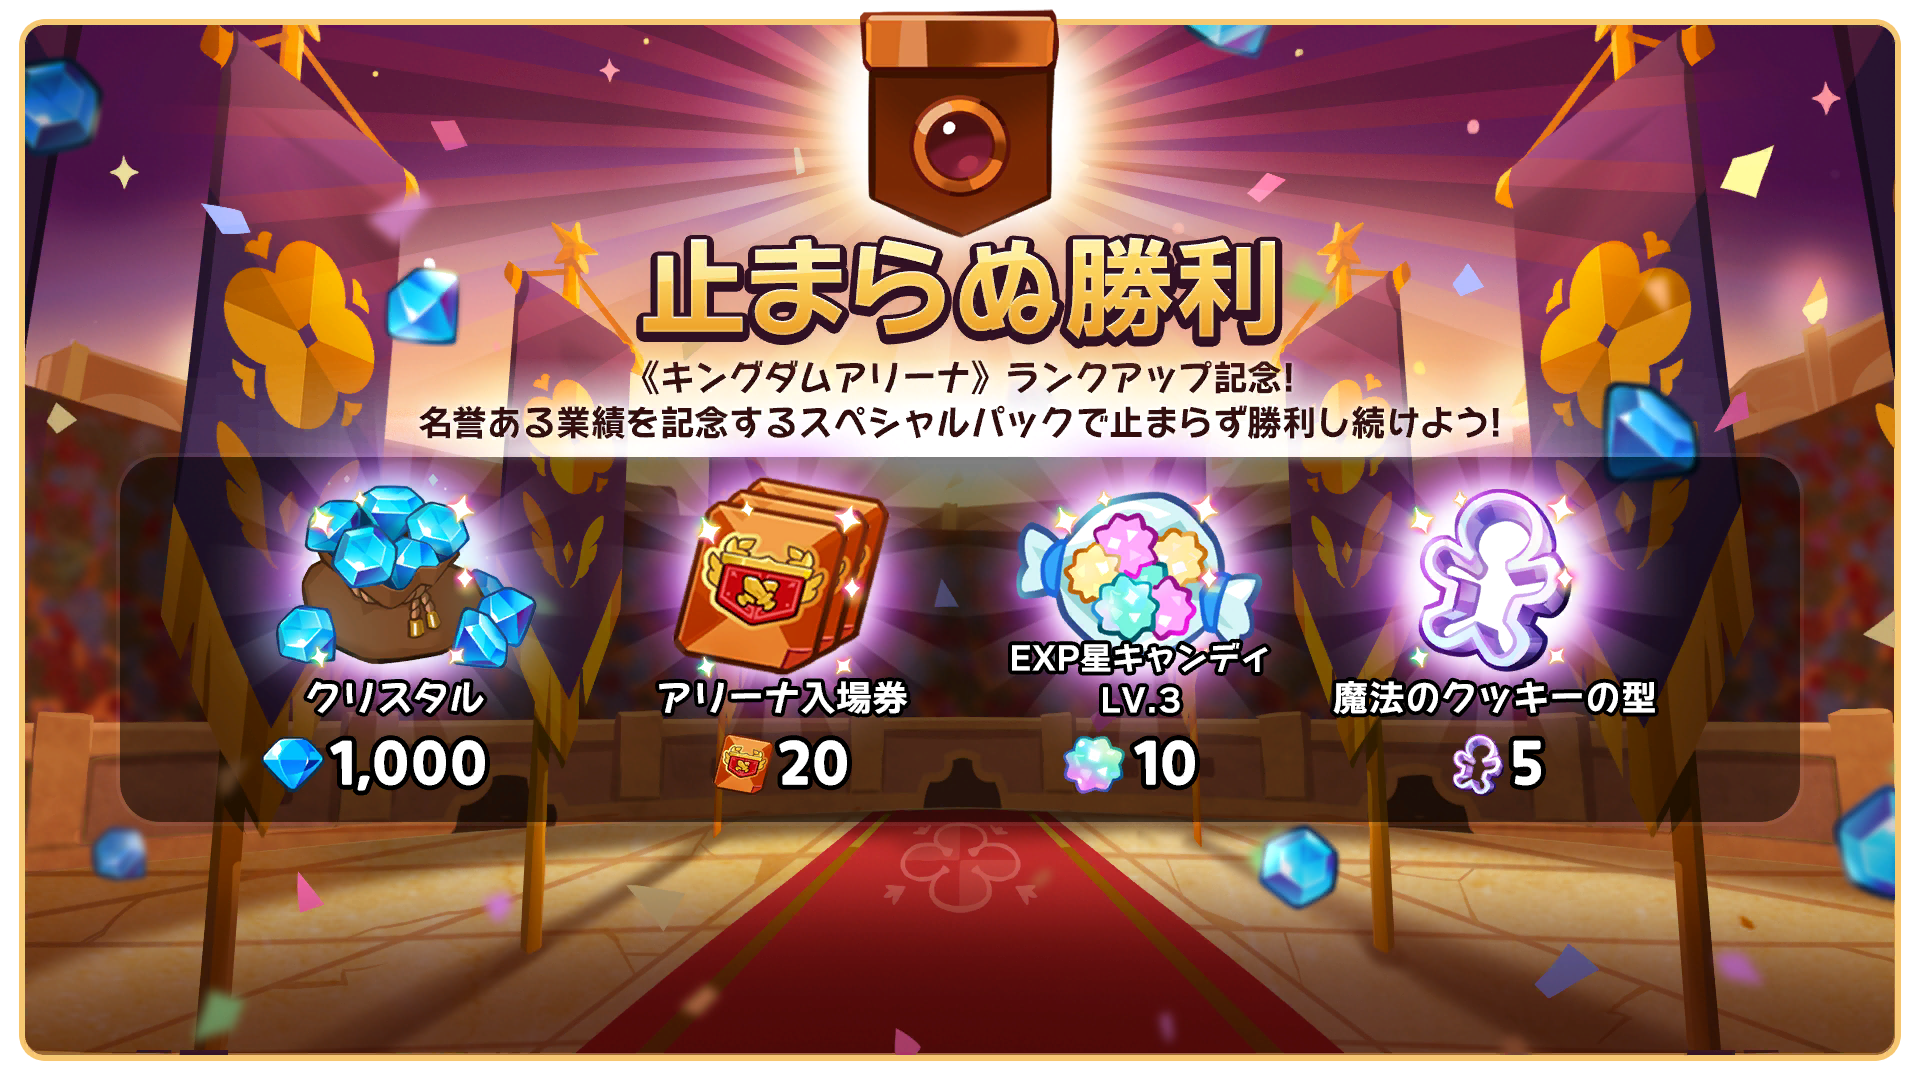 止まらぬ勝利
《キングダムアリーナ》ランクアップ記念!
名誉ある業績を記念するスペシャルパックで止まらず勝利し続けよう!
クリスタル
1,000
アリーナ入場券
20
EXP星キャンディ
LV.3
10
魔法のクッキーの型
5